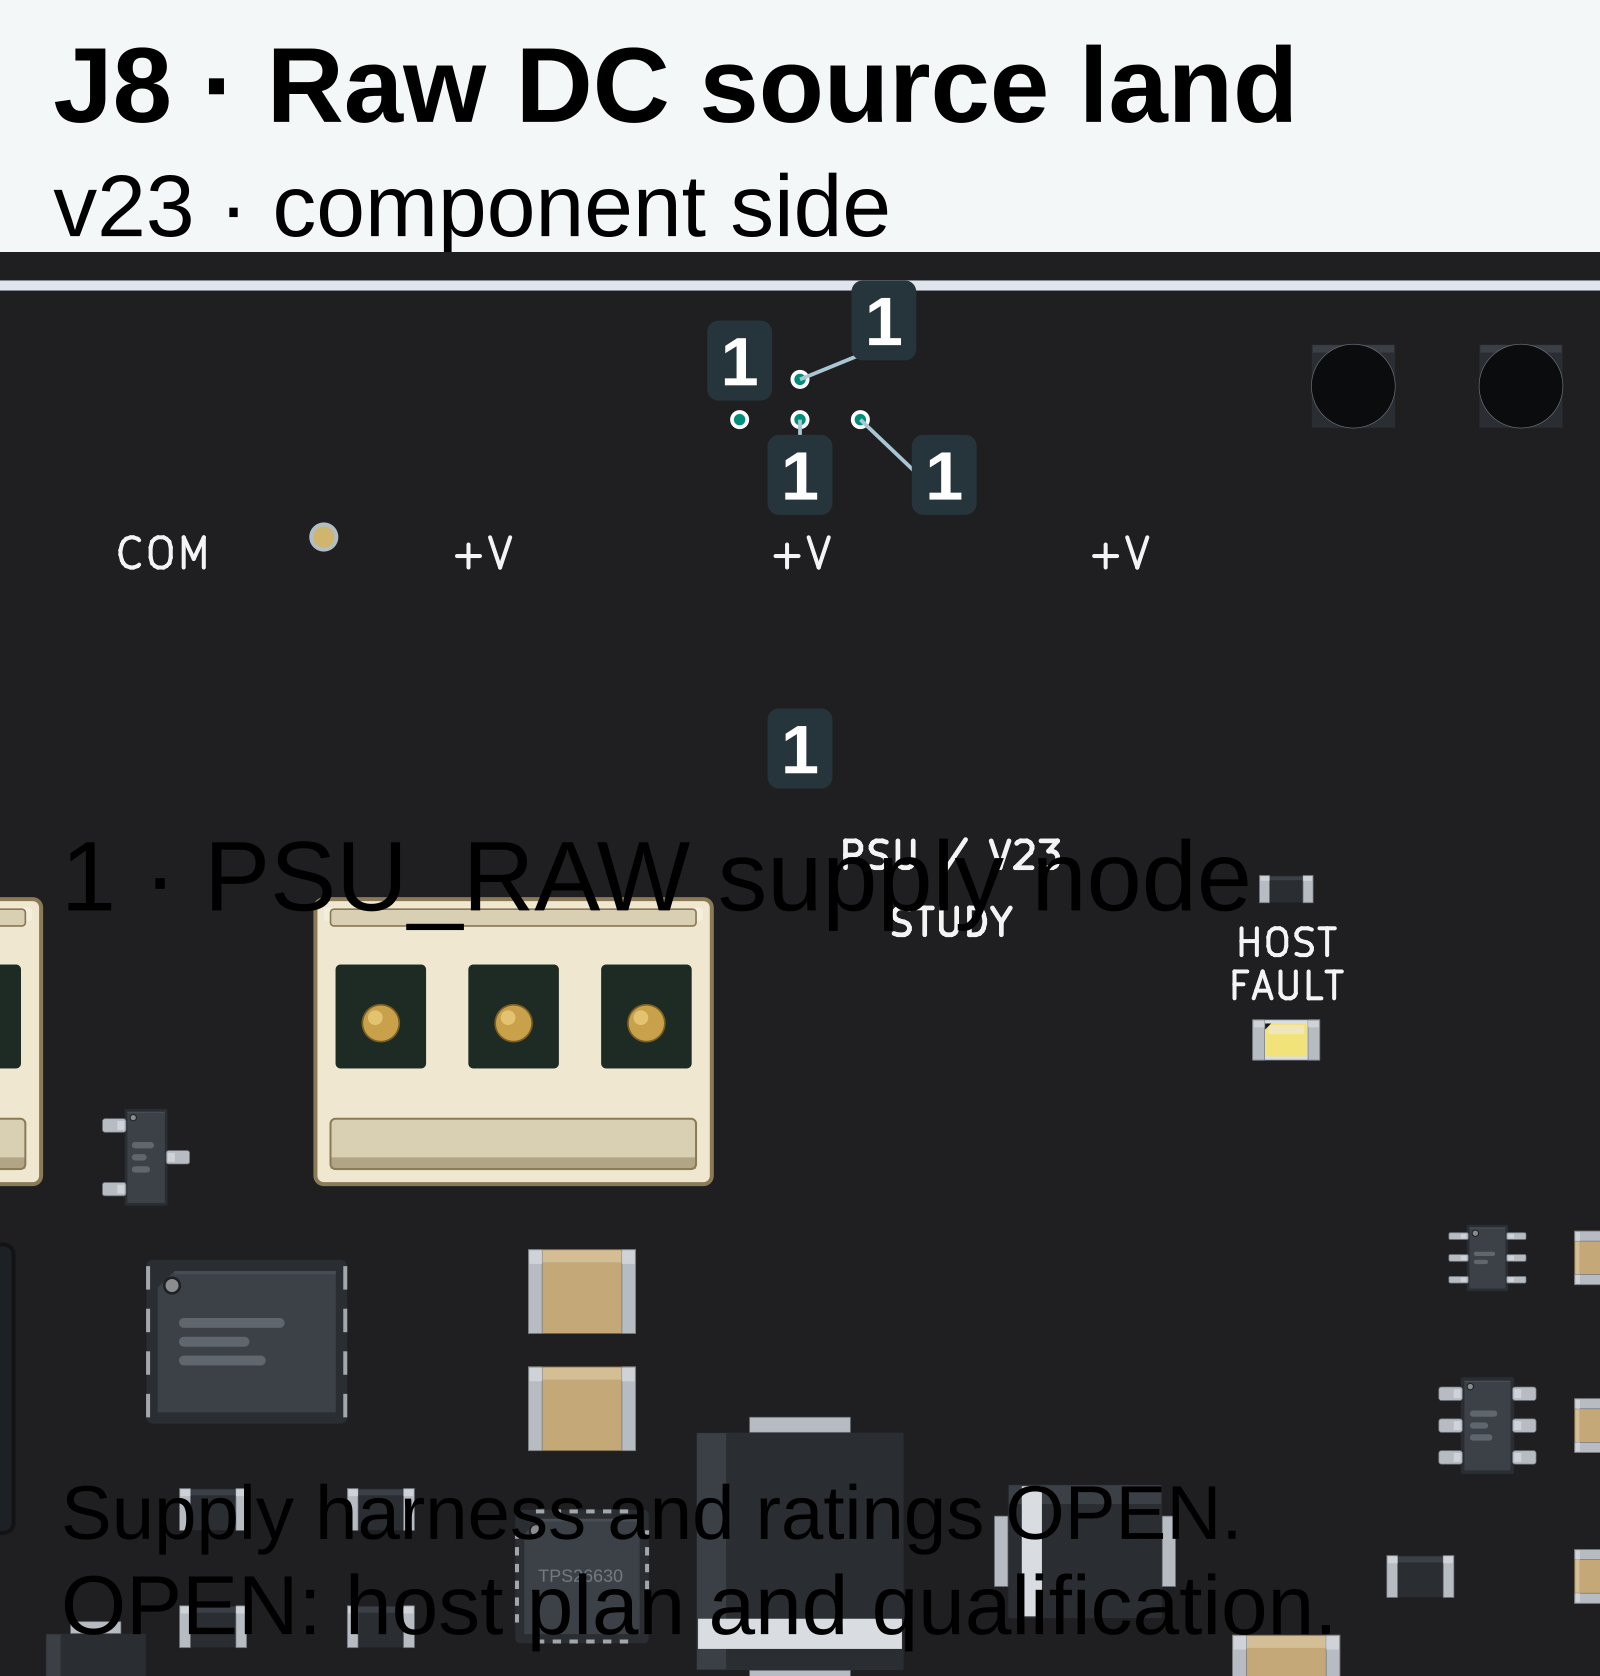 J8 · Raw DC source land
v23 · component side
1
1
1
1
COM +V +V +V
1
PSU / V23
1 · PSU_RAW supply node
STUDY
HOST
FAULT
Supply harness and ratings OPEN.
TPS26630
OPEN: host plan and qualification.